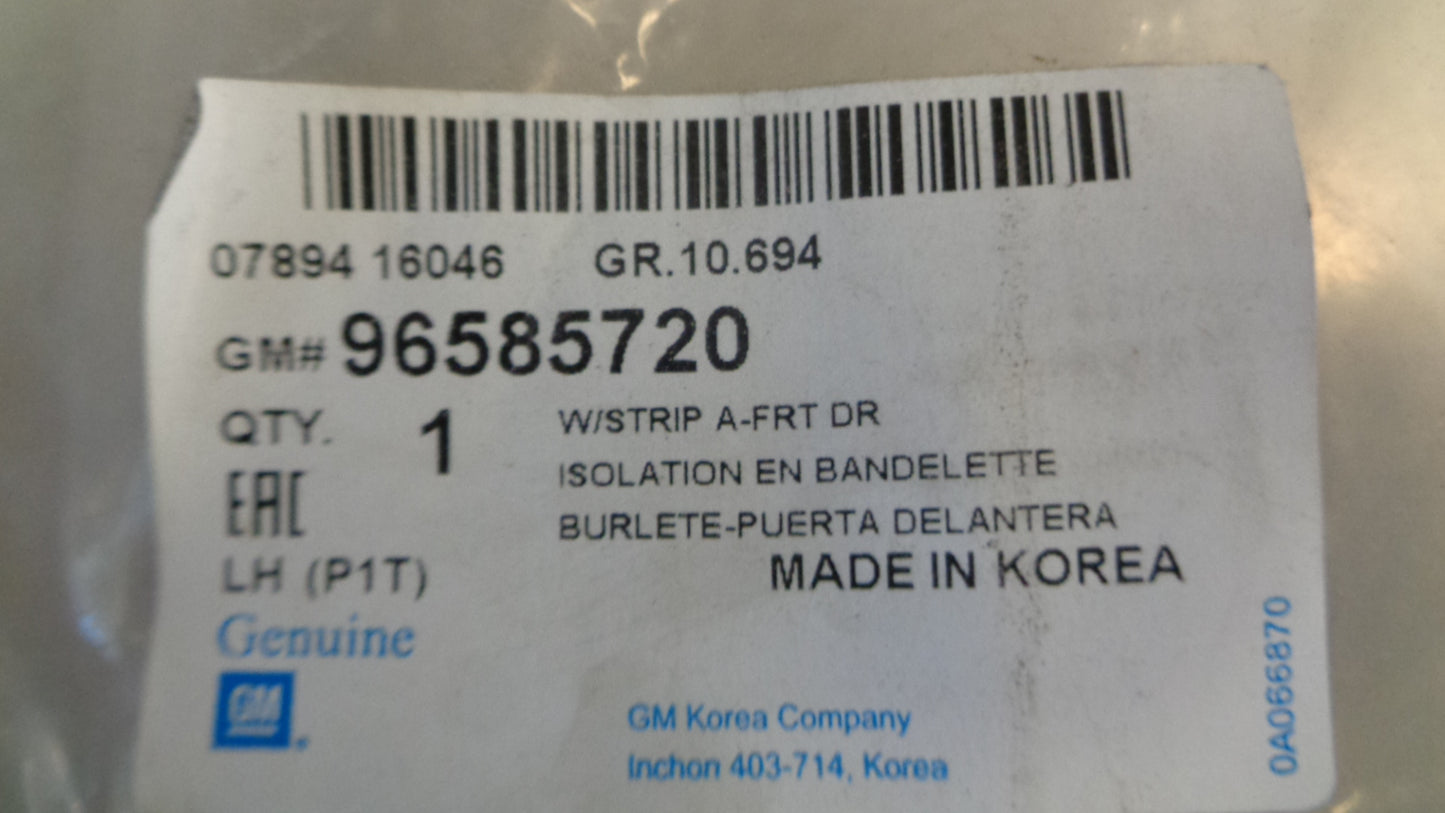 07894 16046 GR.10.694
GM# 96585720
QTY. 1 W/STRIP A-FRT DR
ISOLATION EN BANDELETTE
EAC BURLETE-PUERTA DELANTERA
LH (P1T) MADE IN KOREA
Genuine
GM
GM Korea Company
Inchon 403-714, Korea
0A066870